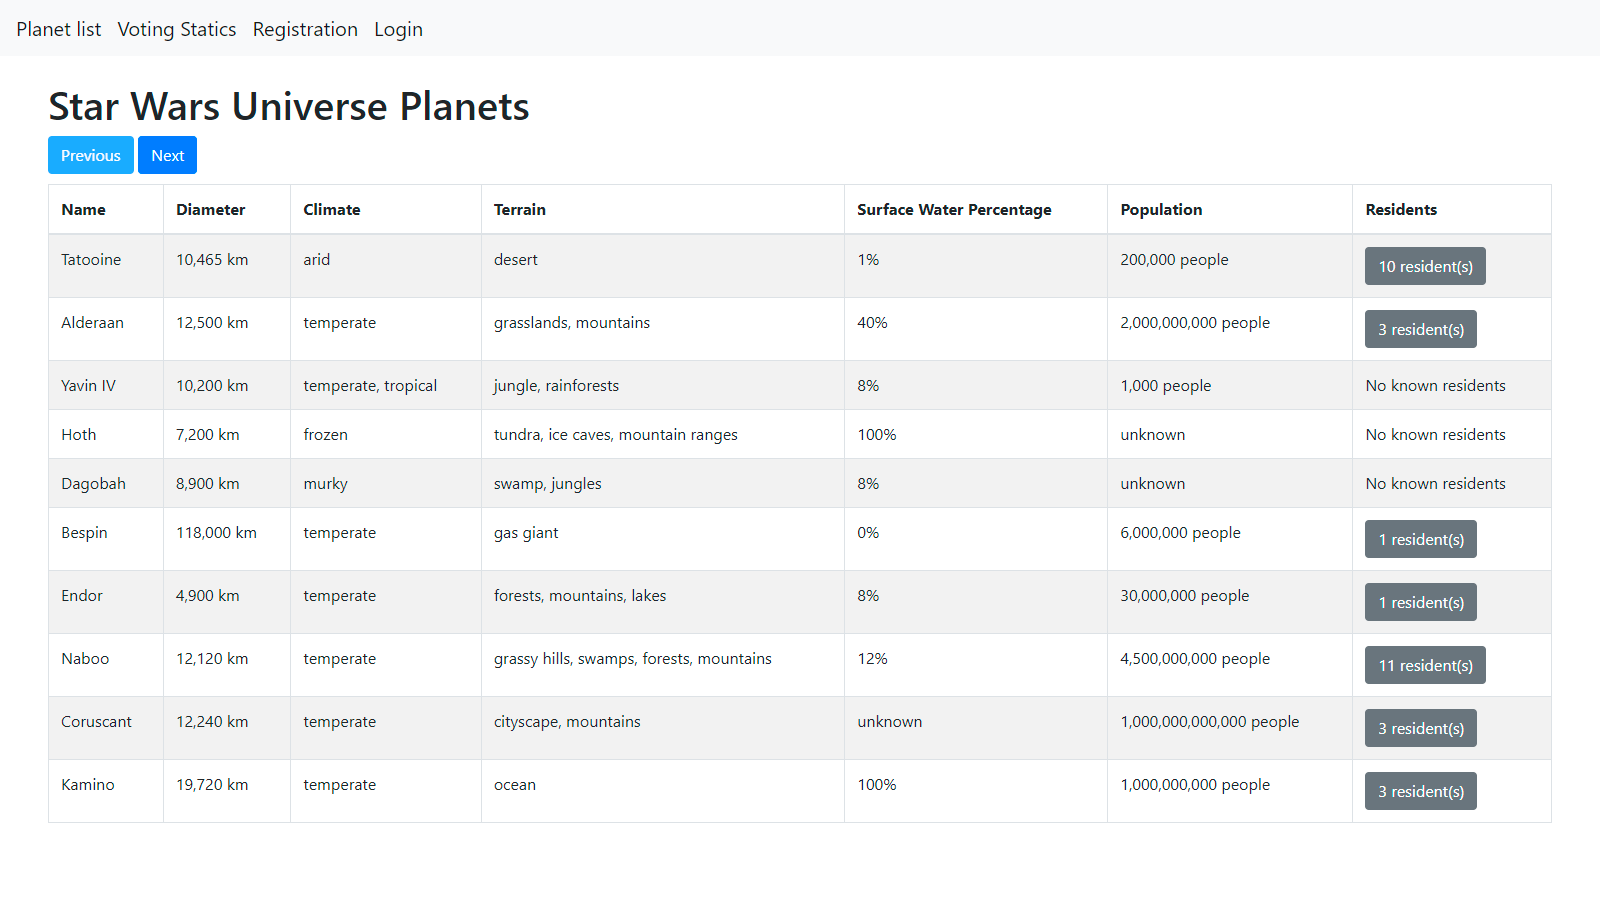 Planet list Voting Statics Registration Login
Star Wars Universe Planets
Previous Next
Name Diameter Climate Terrain Surface Water Percentage Population Residents
Tatooine 10,465 km arid desert 1% 200,000 people 10 resident(s)
Alderaan 12,500 km temperate grasslands, mountains 40% 2,000,000,000 people 3 resident(s)
Yavin IV 10,200 km temperate, tropical jungle, rainforests 8% 1,000 people No known residents
Hoth 7,200 km frozen tundra, ice caves, mountain ranges 100% unknown No known residents
Dagobah 8,900 km murky swamp, jungles 8% unknown No known residents
Bespin 118,000 km temperate gas giant 0% 6,000,000 people 1 resident(s)
Endor 4,900 km temperate forests, mountains, lakes 8% 30,000,000 people 1 resident(s)
Naboo 12,120 km temperate grassy hills, swamps, forests, mountains 12% 4,500,000,000 people 11 resident(s)
Coruscant 12,240 km temperate cityscape, mountains unknown 1,000,000,000,000 people 3 resident(s)
Kamino 19,720 km temperate ocean 100% 1,000,000,000 people 3 resident(s)